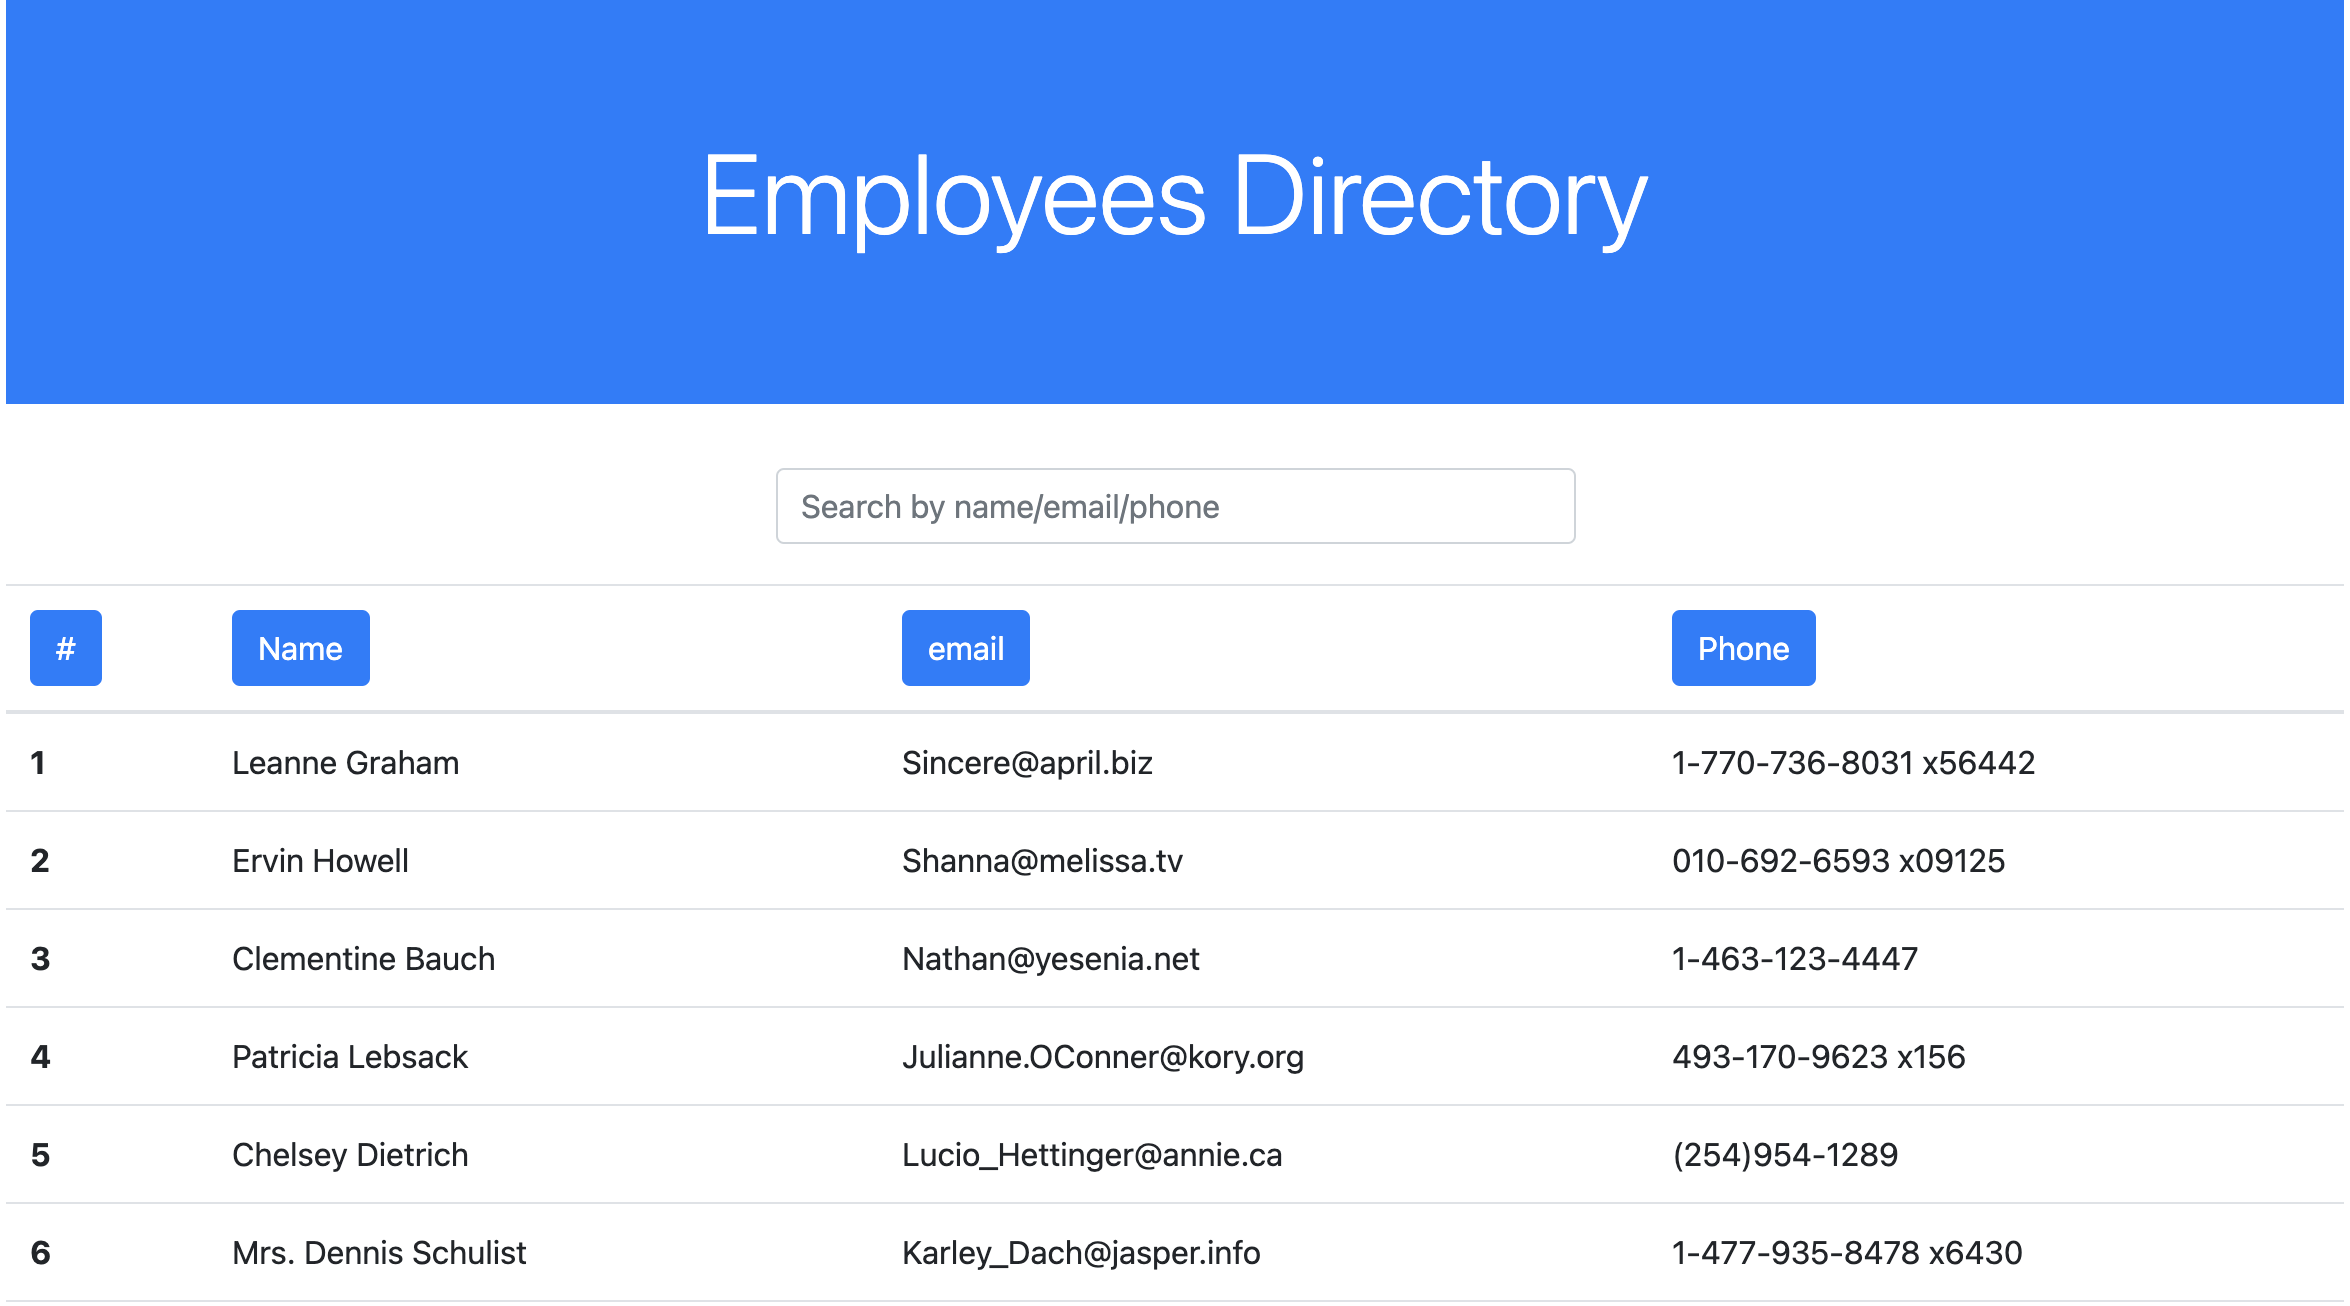 Employees Directory
Search by name/email/phone
# Name email Phone
1 Leanne Graham Sincere@april.biz 1-770-736-8031 x56442
2 Ervin Howell Shanna@melissa.tv 010-692-6593 x09125
3 Clementine Bauch Nathan@yesenia.net 1-463-123-4447
4 Patricia Lebsack Julianne.OConner@kory.org 493-170-9623 x156
5 Chelsey Dietrich Lucio_Hettinger@annie.ca (254)954-1289
6 Mrs. Dennis Schulist Karley_Dach@jasper.info 1-477-935-8478 x6430